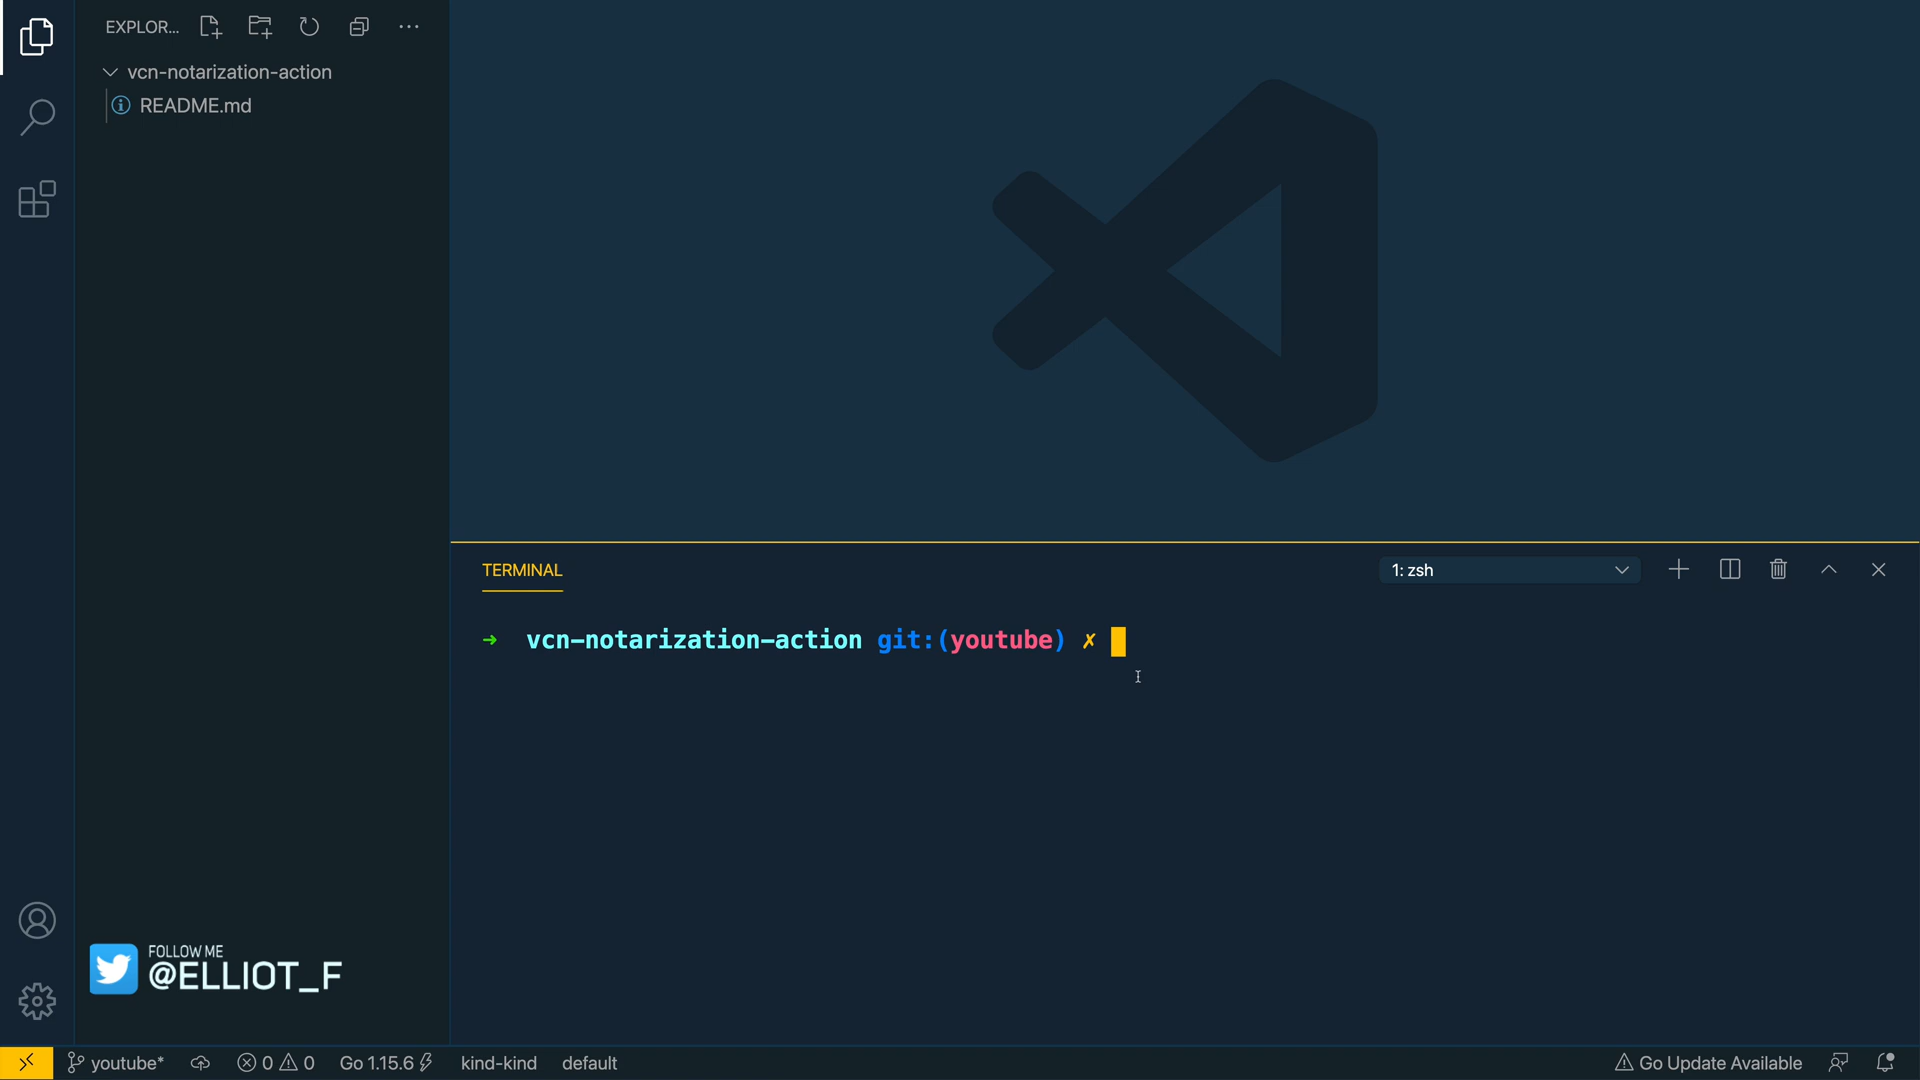 EXPLOR...
vcn-notarization-action
README.md
TERMINAL
1: zsh
➜ vcn-notarization-action git:(youtube) ✗
FOLLOW ME
@ELLIOT_F
youtube*
0 0
Go 1.15.6
kind-kind
default
Go Update Available